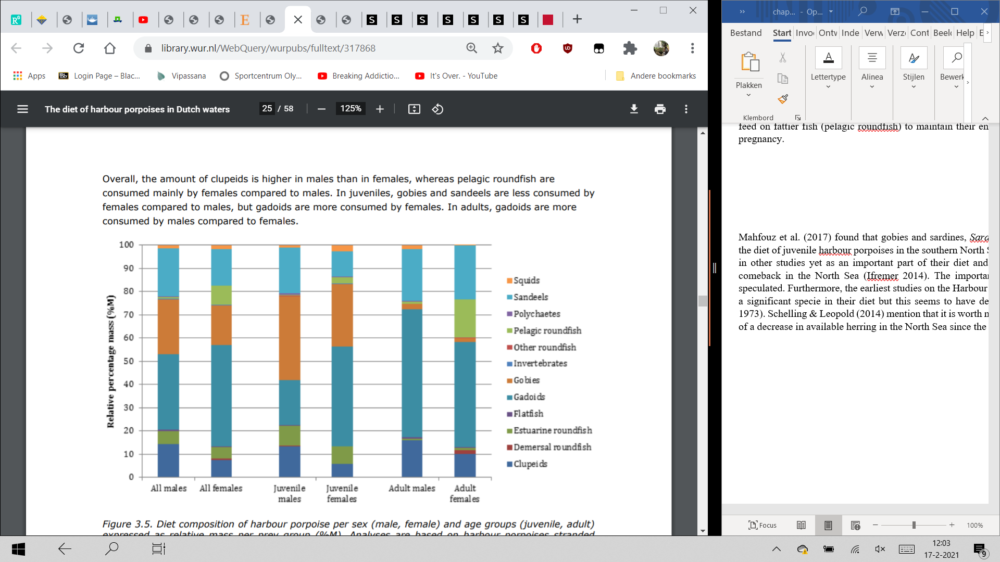 library.wur.nl/WebQuery/wurpubs/fulltext/317868
Apps
Bb Login Page – Blac...
Vipassana
Sportcentrum Oly...
Breaking Addictio...
It's Over. - YouTube
Andere bookmarks
The diet of harbour porpoises in Dutch waters
25 / 58
125%
Overall, the amount of clupeids is higher in males than in females, whereas pelagic roundfish are
consumed mainly by females compared to males. In juveniles, gobies and sandeels are less consumed by
females compared to males, but gadoids are more consumed by females. In adults, gadoids are more
consumed by males compared to females.
Relative percentage mass (%M)
100
90
80
70
60
50
40
30
20
10
0
All males
All females
Juvenile
males
Juvenile
females
Adult males
Adult
females
Squids
Sandeels
Polychaetes
Pelagic roundfish
Other roundfish
Invertebrates
Gobies
Gadoids
Flatfish
Estuarine roundfish
Demersal roundfish
Clupeids
Figure 3.5. Diet composition of harbour porpoise per sex (male, female) and age groups (juvenile, adult)
expressed as relative mass per prey group (%M). Analyses are based on harbour porpoises stranded
chap... - Op...
Bestand Start Invo Ontv Inde Verw Verz Cont Beel Help E
Plakken
Klembord
Lettertype
Alinea
Stijlen
Bewerk
feed on fattier fish (pelagic roundfish) to maintain their en
pregnancy.
Mahfouz et al. (2017) found that gobies and sardines, Sard
the diet of juvenile harbour porpoises in the southern North S
in other studies yet as an important part of their diet and
comeback in the North Sea (Ifremer 2014). The importan
speculated. Furthermore, the earliest studies on the Harbour
a significant specie in their diet but this seems to have de
1973). Schelling & Leopold (2014) mention that it is worth n
of a decrease in available herring in the North Sea since the
Focus
100%
12:03
17-2-2021
9